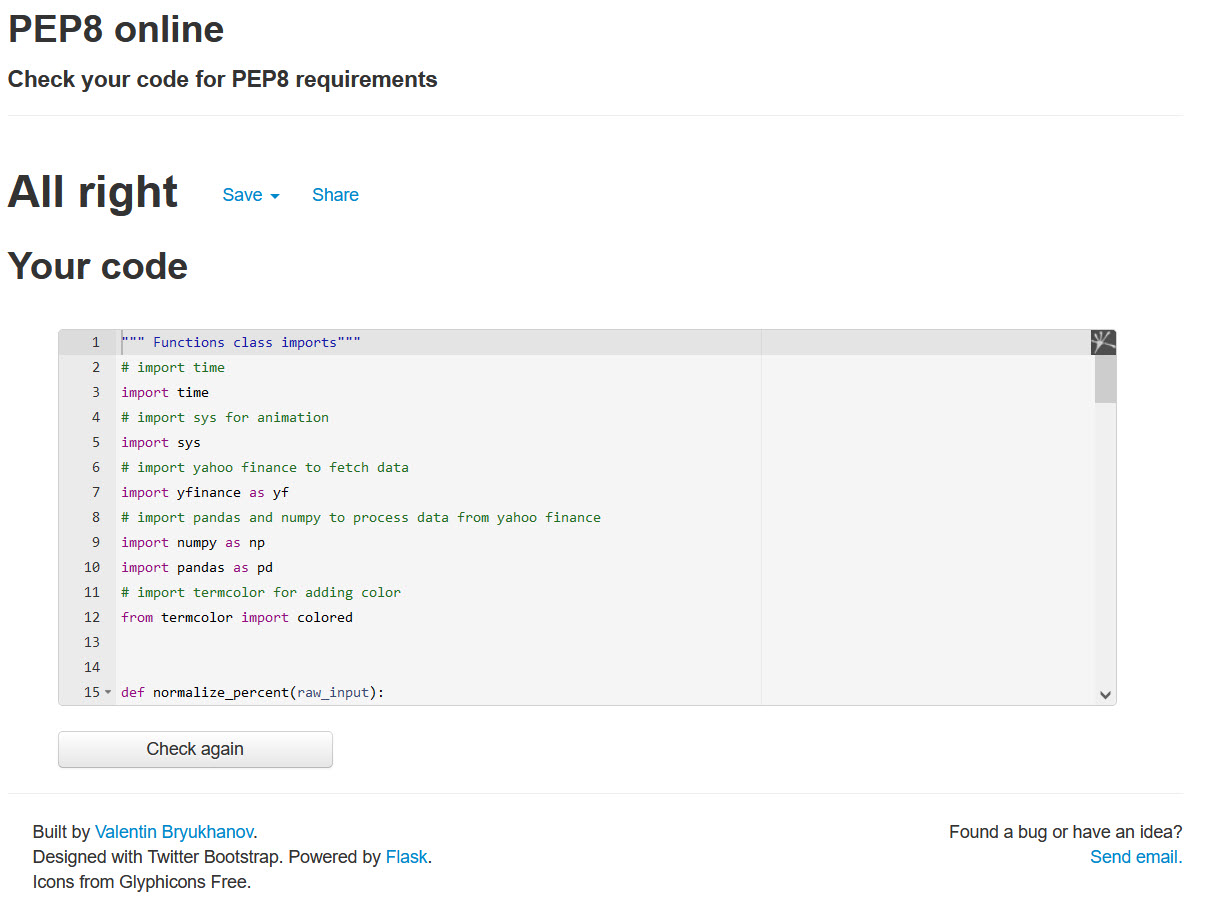 PEP8 online
Check your code for PEP8 requirements
All right Save Share
Your code
1 """ Functions class imports"""
2 # import time
3 import time
4 # import sys for animation
5 import sys
6 # import yahoo finance to fetch data
7 import yfinance as yf
8 # import pandas and numpy to process data from yahoo finance
9 import numpy as np
10 import pandas as pd
11 # import termcolor for adding color
12 from termcolor import colored
13
14
15 def normalize_percent(raw_input):
Check again
Built by Valentin Bryukhanov. Found a bug or have an idea?
Designed with Twitter Bootstrap. Powered by Flask. Send email.
Icons from Glyphicons Free.